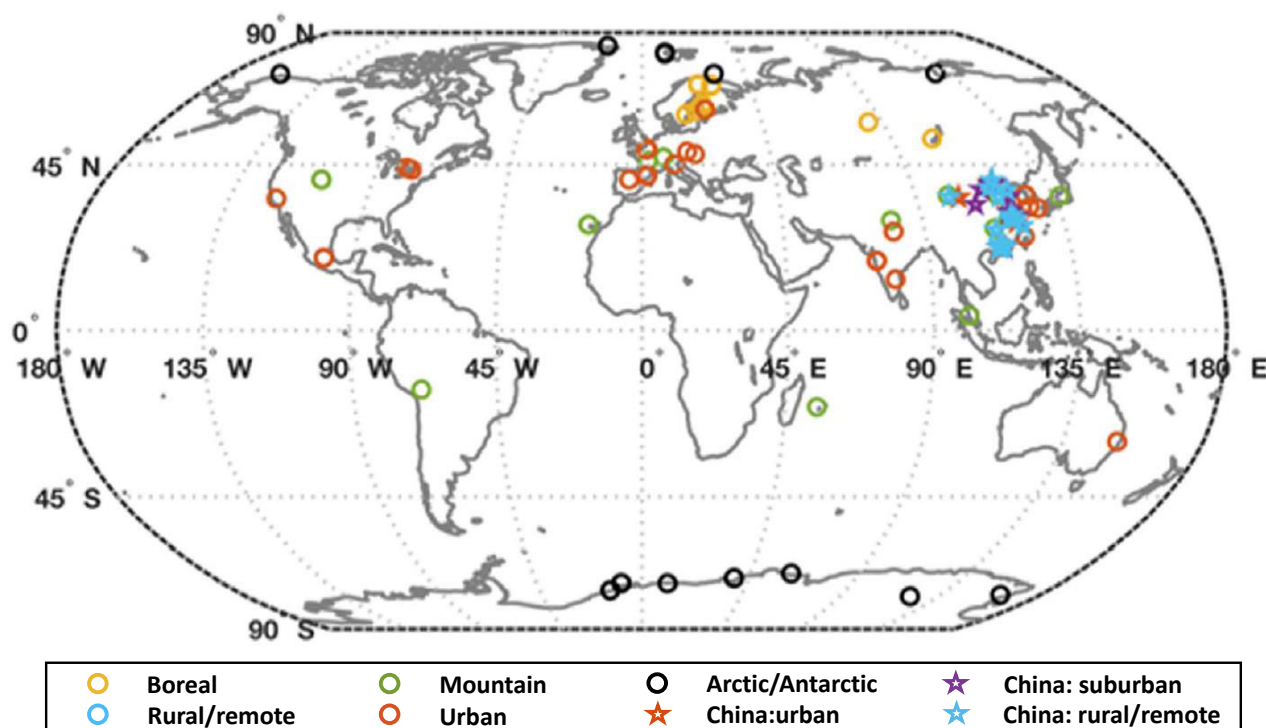 90° N
45° N
0°
180° W 135° W 90° W 45° W 0° 45° E 90° E 135° E 180° E
45° S
90° S
Boreal Mountain Arctic/Antarctic China: suburban
Rural/remote Urban China:urban China: rural/remote